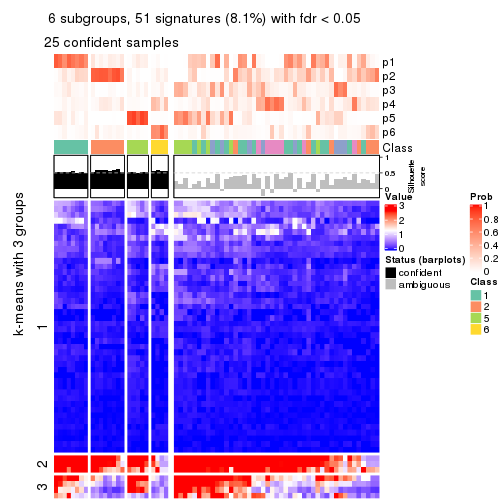 6 subgroups, 51 signatures (8.1%) with fdr < 0.05
25 confident samples
p1
p2
p3
p4
p5
p6
Class
1
0.5
0
Silhouette
score
k-means with 3 groups
1
2
3
Value
3
2
1
0
Status (barplots)
confident
ambiguous
Prob
1
0.8
0.6
0.4
0.2
0
Class
1
2
5
6